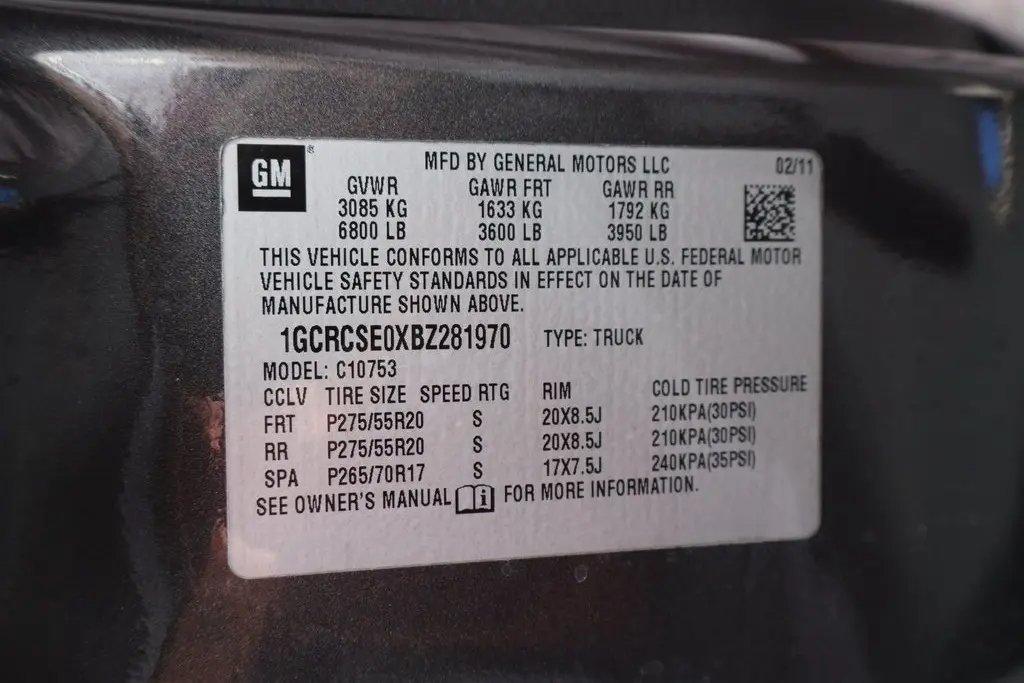 GM ® MFD BY GENERAL MOTORS LLC 02/11
GVWR GAWR FRT GAWR RR
3085 KG 1633 KG 1792 KG
6800 LB 3600 LB 3950 LB
THIS VEHICLE CONFORMS TO ALL APPLICABLE U.S. FEDERAL MOTOR
VEHICLE SAFETY STANDARDS IN EFFECT ON THE DATE OF
MANUFACTURE SHOWN ABOVE.
1GCRCSE0XBZ281970 TYPE: TRUCK
MODEL: C10753
CCLV TIRE SIZE SPEED RTG RIM COLD TIRE PRESSURE
FRT P275/55R20 S 20X8.5J 210KPA(30PSI)
RR P275/55R20 S 20X8.5J 210KPA(30PSI)
SPA P265/70R17 S 17X7.5J 240KPA(35PSI)
SEE OWNER'S MANUAL i FOR MORE INFORMATION.